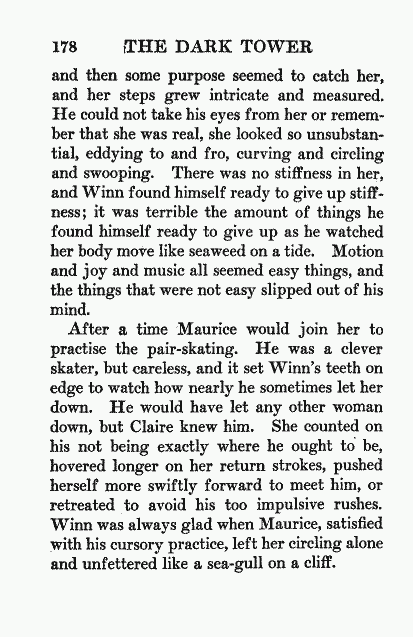 178 THE DARK TOWER
and then some purpose seemed to catch her,
and her steps grew intricate and measured.
He could not take his eyes from her or remem-
ber that she was real, she looked so unsubstan-
tial, eddying to and fro, curving and circling
and swooping. There was no stiffness in her,
and Winn found himself ready to give up stiff-
ness; it was terrible the amount of things he
found himself ready to give up as he watched
her body move like seaweed on a tide. Motion
and joy and music all seemed easy things, and
the things that were not easy slipped out of his
mind.
After a time Maurice would join her to
practise the pair-skating. He was a clever
skater, but careless, and it set Winn's teeth on
edge to watch how nearly he sometimes let her
down. He would have let any other woman
down, but Claire knew him. She counted on
his not being exactly where he ought to be,
hovered longer on her return strokes, pushed
herself more swiftly forward to meet him, or
retreated to avoid his too impulsive rushes.
Winn was always glad when Maurice, satisfied
with his cursory practice, left her circling alone
and unfettered like a sea-gull on a cliff.